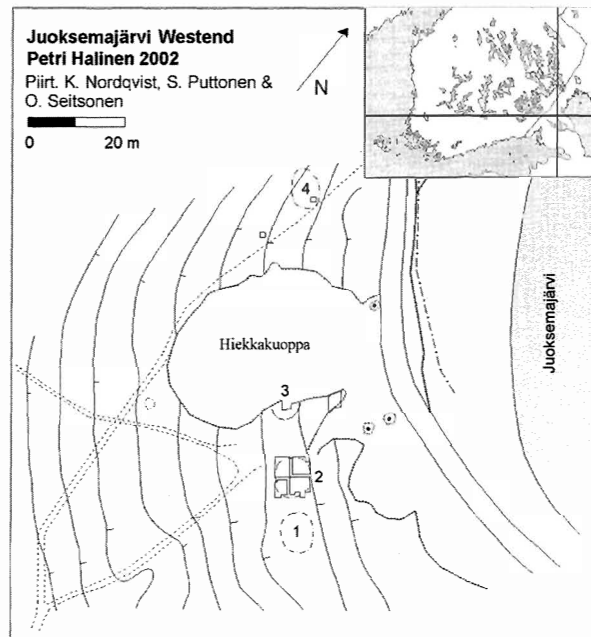 Juoksemajärvi Westend
Petri Halinen 2002
Piirt. K. Nordqvist, S. Puttonen &
O. Seitsonen
N
0 20 m
4
Juoksemajärvi
Hiekkakuoppa
3
2
1